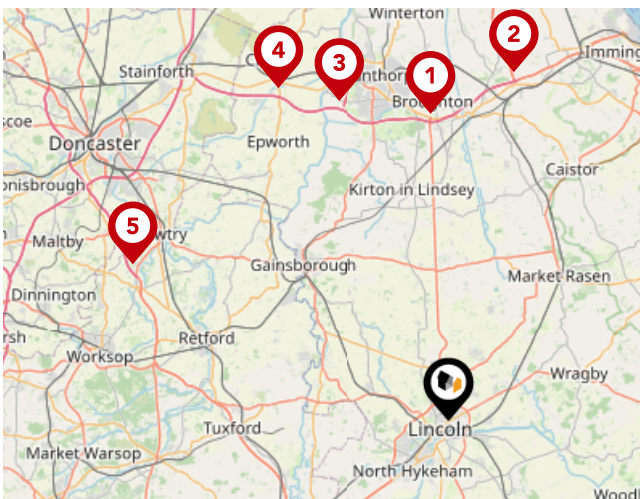 Winterton
2
Imming
4
3
Stainforth
1
Doncaster
Epworth
Caistor
Kirton in Lindsey
5
Maltby
Gainsborough
Market Rasen
Dinnington
Retford
Worksop
Wragby
Tuxford
Lincoln
Market Warsop
North Hykeham